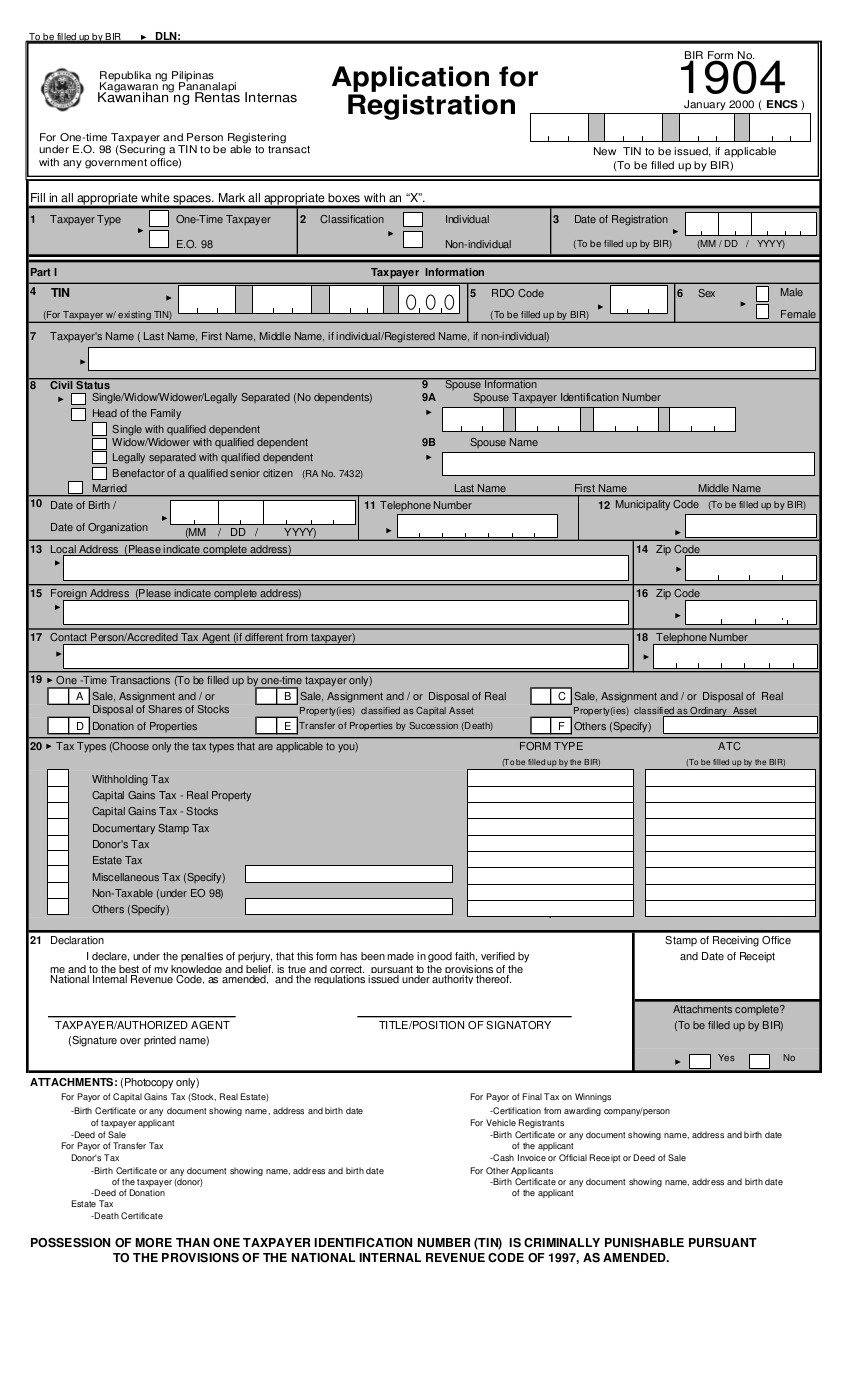 To be filled up by BIR ► DLN:
BIR Form No.
Republika ng Pilipinas
Kagawaran ng Pananalapi
Kawanihan ng Rentas Internas
Application for
Registration
1904
January 2000 ( ENCS )
For One-time Taxpayer and Person Registering
under E.O. 98 (Securing a TIN to be able to transact
with any government office)
New TIN to be issued, if applicable
(To be filled up by BIR)
Fill in all appropriate white spaces. Mark all appropriate boxes with an “X”.
1 Taxpayer Type ► One-Time Taxpayer
E.O. 98
2 Classification ► Individual
Non-individual
3 Date of Registration
(To be filled up by BIR) (MM / DD / YYYY)
Part I Taxpayer Information
4 TIN ► 0 0 0
(For Taxpayer w/ existing TIN)
5 RDO Code
(To be filled up by BIR) ►
6 Sex ► Male
Female
7 Taxpayer's Name ( Last Name, First Name, Middle Name, if individual/Registered Name, if non-individual)
►
8 Civil Status
► Single/Widow/Widower/Legally Separated (No dependents)
Head of the Family
Single with qualified dependent
Widow/Widower with qualified dependent
Legally separated with qualified dependent
Benefactor of a qualified senior citizen (RA No. 7432)
Married
9 Spouse Information
9A Spouse Taxpayer Identification Number
►
9B Spouse Name
►
Last Name First Name Middle Name
10 Date of Birth /
►
Date of Organization
(MM / DD / YYYY)
11 Telephone Number
►
12 Municipality Code (To be filled up by BIR)
►
13 Local Address (Please indicate complete address)
►
14 Zip Code
►
15 Foreign Address (Please indicate complete address)
►
16 Zip Code
►
17 Contact Person/Accredited Tax Agent (if different from taxpayer)
►
18 Telephone Number
►
19 ► One -Time Transactions (To be filled up by one-time taxpayer only)
A Sale, Assignment and / or
Disposal of Shares of Stocks
B Sale, Assignment and / or Disposal of Real
Property(ies) classified as Capital Asset
C Sale, Assignment and / or Disposal of Real
Property(ies) classified as Ordinary Asset
D Donation of Properties
E Transfer of Properties by Succession (Death)
F Others (Specify)
20 ► Tax Types (Choose only the tax types that are applicable to you) FORM TYPE ATC
(To be filled up by the BIR) (To be filled up by the BIR)
Withholding Tax
Capital Gains Tax - Real Property
Capital Gains Tax - Stocks
Documentary Stamp Tax
Donor's Tax
Estate Tax
Miscellaneous Tax (Specify)
Non-Taxable (under EO 98)
Others (Specify)
21 Declaration
I declare, under the penalties of perjury, that this form has been made in good faith, verified by
me and to the best of my knowledge and belief, is true and correct, pursuant to the provisions of the
National Internal Revenue Code, as amended, and the regulations issued under authority thereof.
TAXPAYER/AUTHORIZED AGENT TITLE/POSITION OF SIGNATORY
(Signature over printed name)
Stamp of Receiving Office
and Date of Receipt
Attachments complete?
(To be filled up by BIR)
► Yes No
ATTACHMENTS: (Photocopy only)
For Payor of Capital Gains Tax (Stock, Real Estate)
-Birth Certificate or any document showing name, address and birth date
of taxpayer applicant
-Deed of Sale
For Payor of Transfer Tax
Donor's Tax
-Birth Certificate or any document showing name, address and birth date
of the taxpayer (donor)
-Deed of Donation
Estate Tax
-Death Certificate
For Payor of Final Tax on Winnings
-Certification from awarding company/person
For Vehicle Registrants
-Birth Certificate or any document showing name, address and birth date
of the applicant
-Cash Invoice or Official Receipt or Deed of Sale
For Other Applicants
-Birth Certificate or any document showing name, address and birth date
of the applicant
POSSESSION OF MORE THAN ONE TAXPAYER IDENTIFICATION NUMBER (TIN) IS CRIMINALLY PUNISHABLE PURSUANT
TO THE PROVISIONS OF THE NATIONAL INTERNAL REVENUE CODE OF 1997, AS AMENDED.